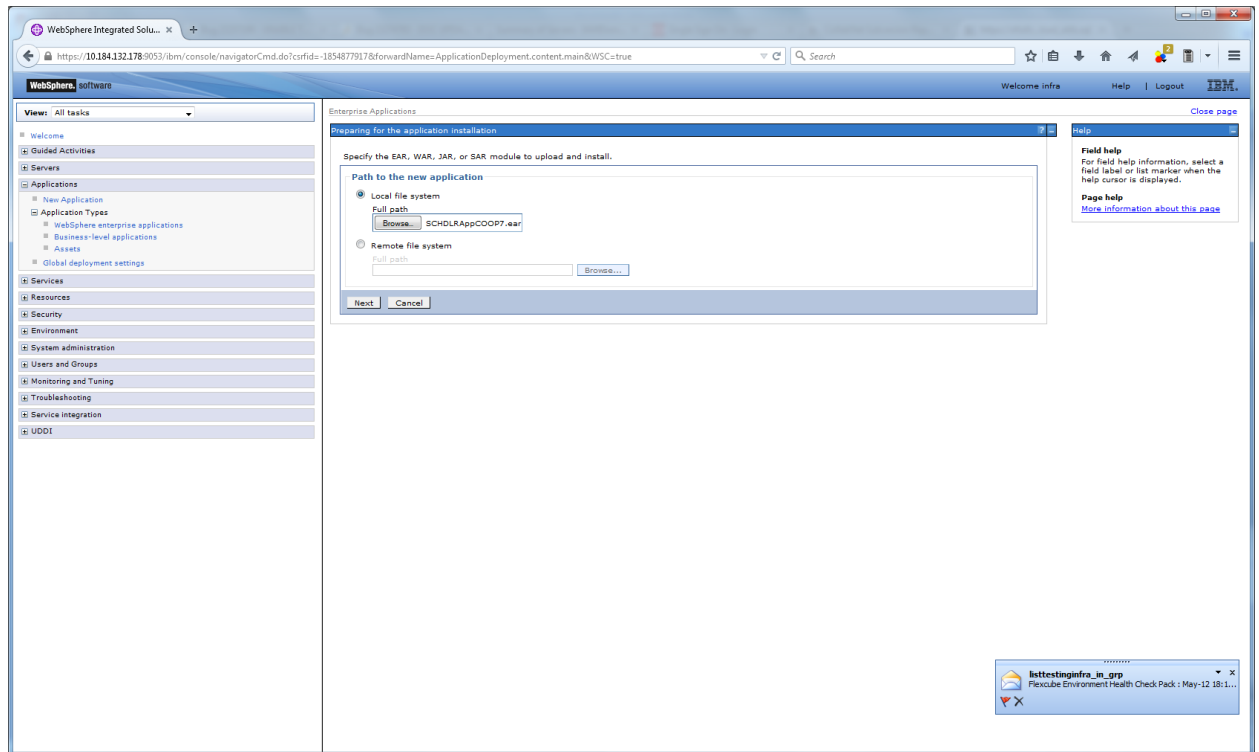 WebSphere Integrated Solu...
https://10.184.132.178:9053/ibm/console/navigatorCmd.do?csrfid=-1854877917&forwardName=ApplicationDeployment.content.main&WSC=true
Search
2
WebSphere. software
Welcome infra
Help | Logout
IBM.
View: All tasks
Welcome
Guided Activities
Servers
Applications
New Application
Application Types
WebSphere enterprise applications
Business-level applications
Assets
Global deployment settings
Services
Resources
Security
Environment
System administration
Users and Groups
Monitoring and Tuning
Troubleshooting
Service integration
UDDI
Enterprise Applications
Close page
Preparing for the application installation
Specify the EAR, WAR, JAR, or SAR module to upload and install.
Path to the new application
Local file system
Full path
Browse... SCHDLRAppCOOP7.ear
Remote file system
Full path
Browse...
Next
Cancel
Help
Field help
For field help information, select a
field label or list marker when the
help cursor is displayed.
Page help
More information about this page
listtestinginfra_in_grp
Flexcube Environment Health Check Pack : May-12 18:1...